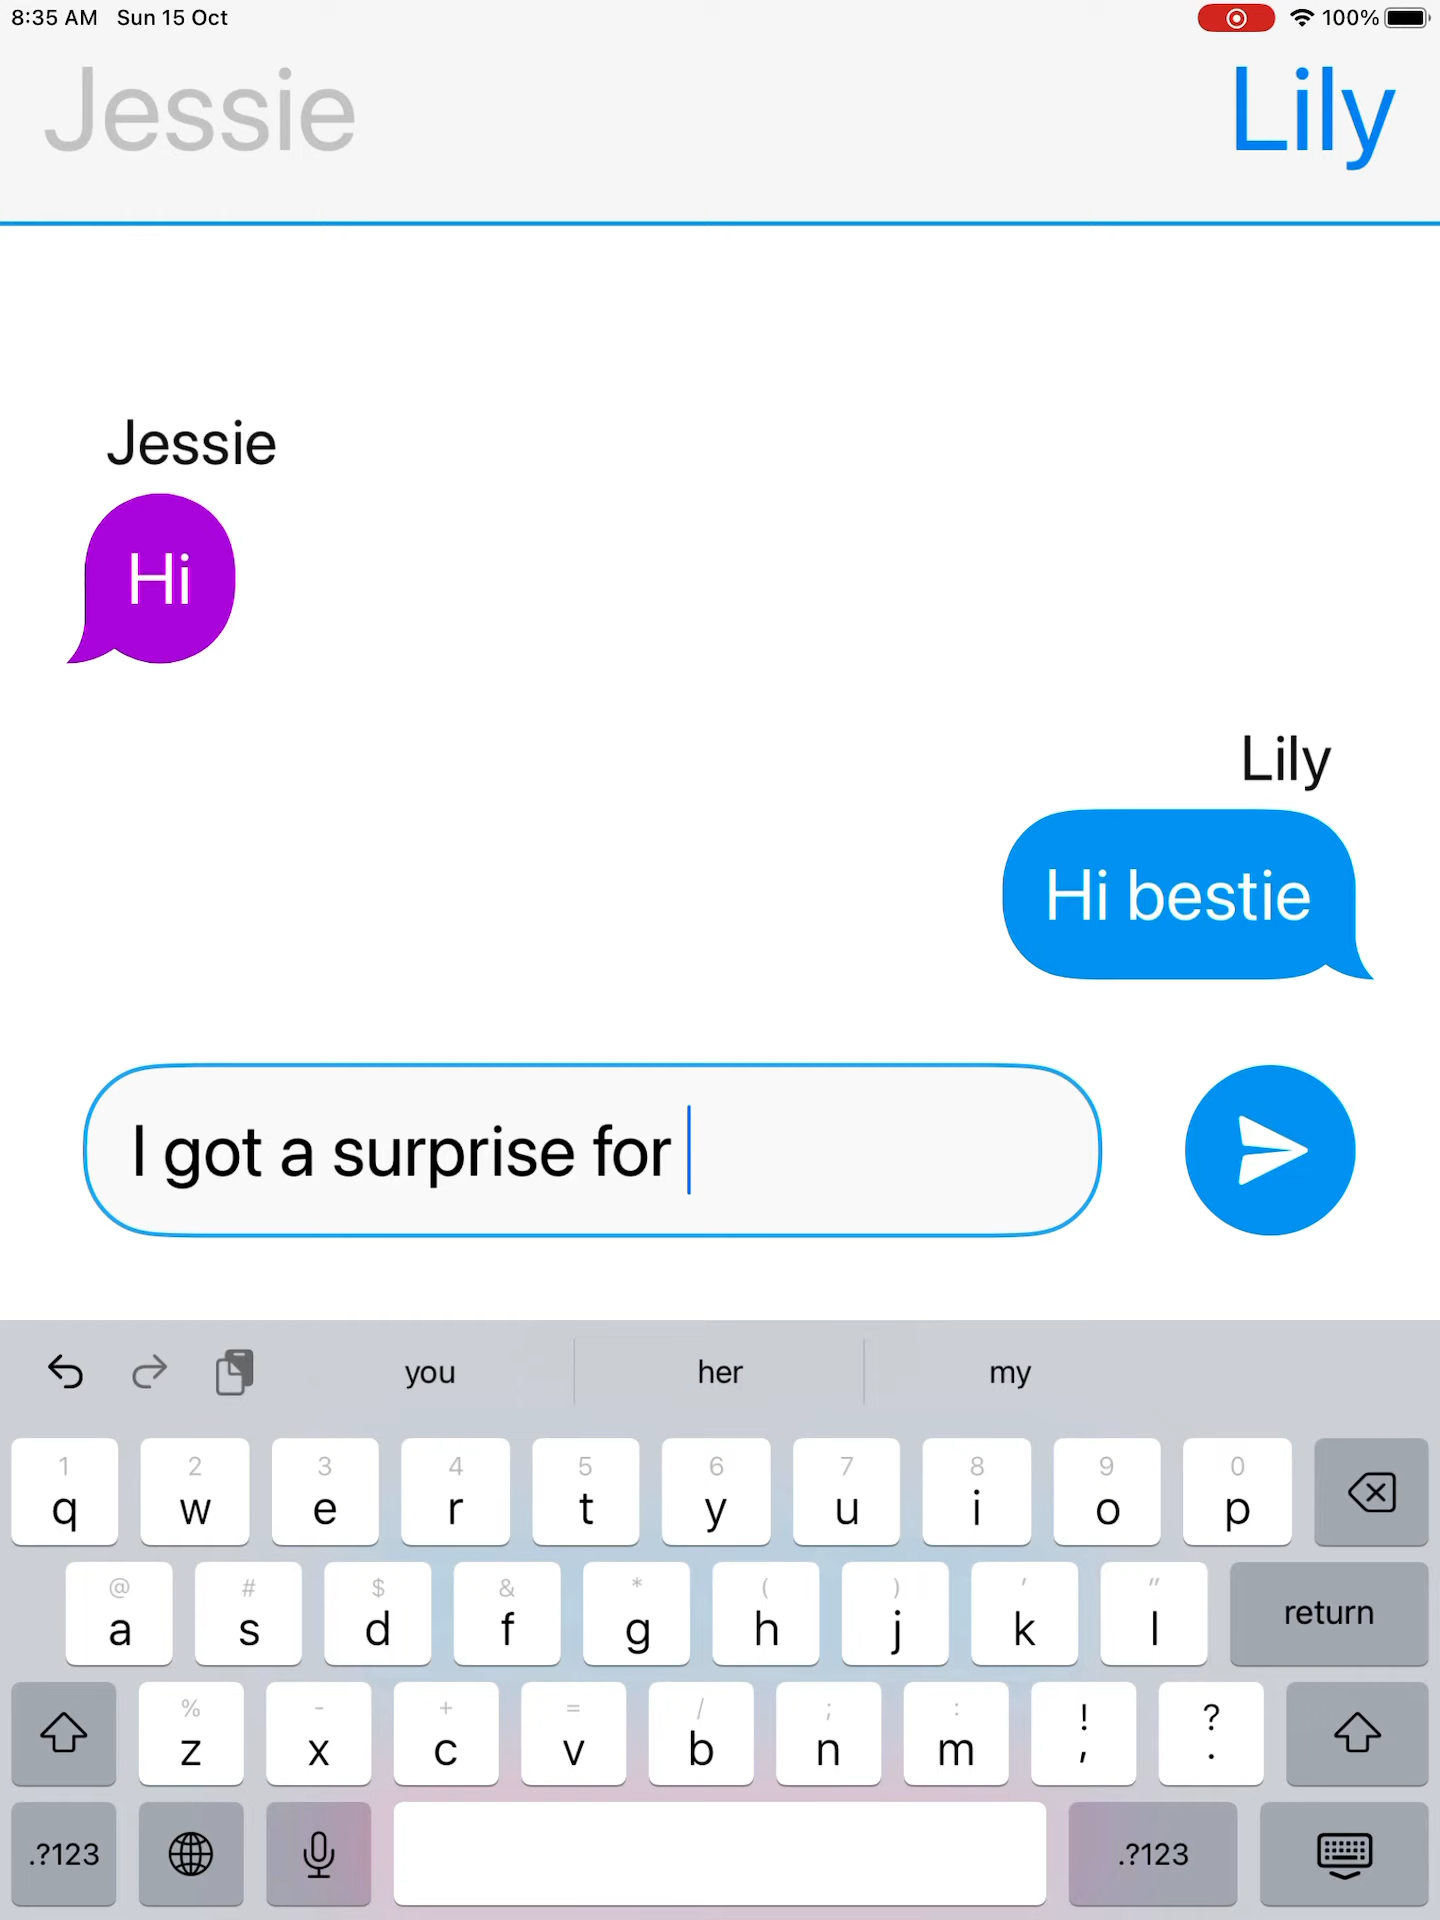 8:35 AM Sun 15 Oct 100%
Jessie Lily
Jessie
Hi
Lily
Hi bestie
I got a surprise for
you her my
1 2 3 4 5 6 7 8 9 0
q w e r t y u i o p
@ # $ & * ( ) ' "
a s d f g h j k l return
% - + = / ; : ! ?
z x c v b n m , .
.?123 .?123